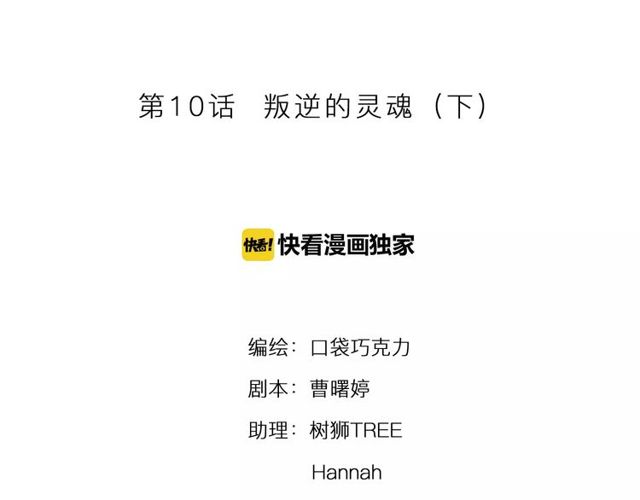 第10话 叛逆的灵魂（下）
快看! 快看漫画独家
编绘：口袋巧克力
剧本：曹曙婷
助理：树狮TREE
Hannah